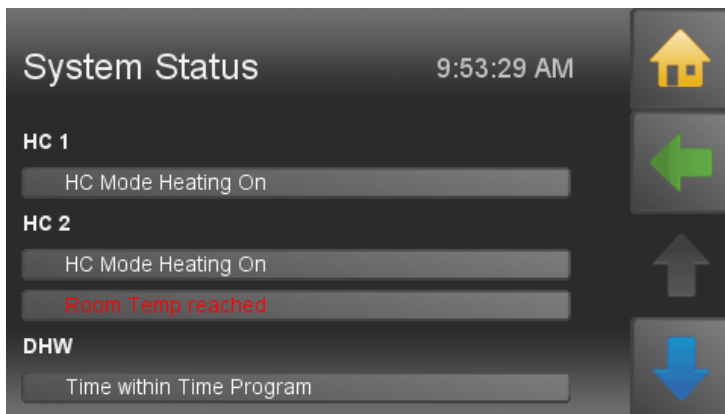 System Status
9:53:29 AM
HC 1
HC Mode Heating On
HC 2
HC Mode Heating On
Room Temp reached
DHW
Time within Time Program